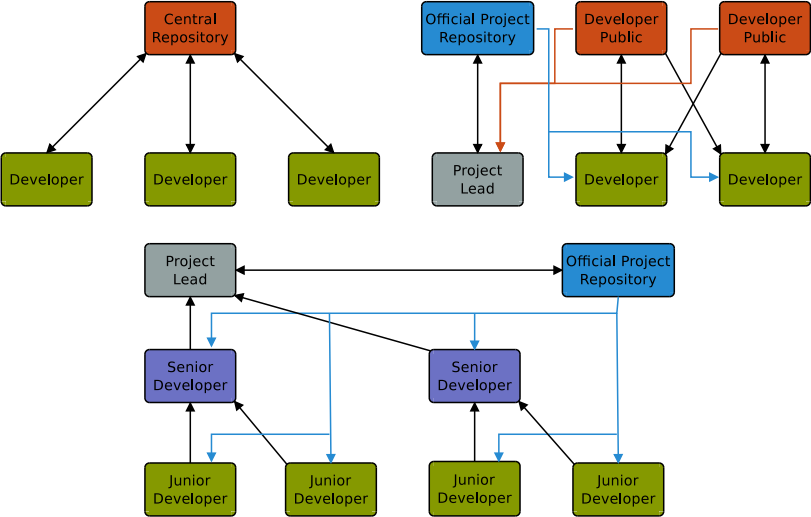 Central
Repository
Official Project
Repository
Developer
Public
Developer
Public
Developer
Developer
Developer
Project
Lead
Developer
Developer
Project
Lead
Official Project
Repository
Senior
Developer
Senior
Developer
Junior
Developer
Junior
Developer
Junior
Developer
Junior
Developer